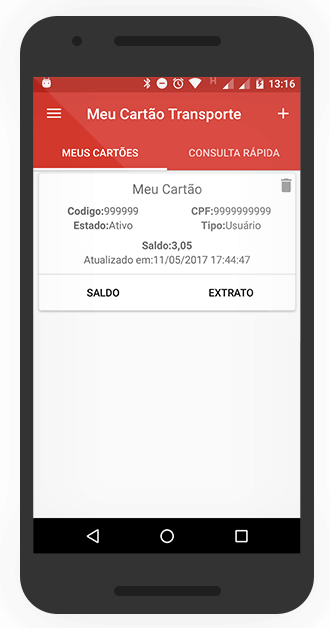 H 13:16
Meu Cartão Transporte
MEUS CARTÕES CONSULTA RÁPIDA
Meu Cartão
Codigo:999999 CPF:9999999999
Estado:Ativo Tipo:Usuário
Saldo:3,05
Atualizado em:11/05/2017 17:44:47
SALDO EXTRATO